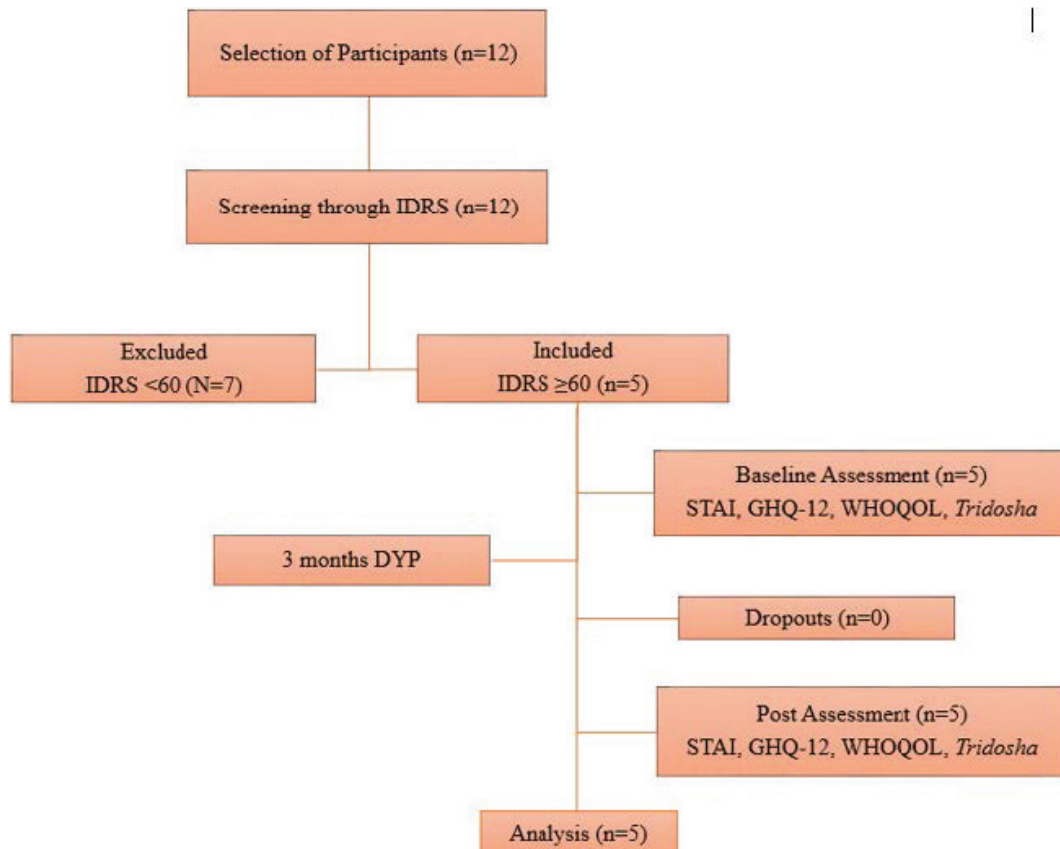 Selection of Participants (n=12)
Screening through IDRS (n=12)
Excluded
IDRS <60 (N=7)
Included
IDRS ≥60 (n=5)
Baseline Assessment (n=5)
STAI, GHQ-12, WHOQOL, Tridosha
3 months DYP
Dropouts (n=0)
Post Assessment (n=5)
STAI, GHQ-12, WHOQOL, Tridosha
Analysis (n=5)